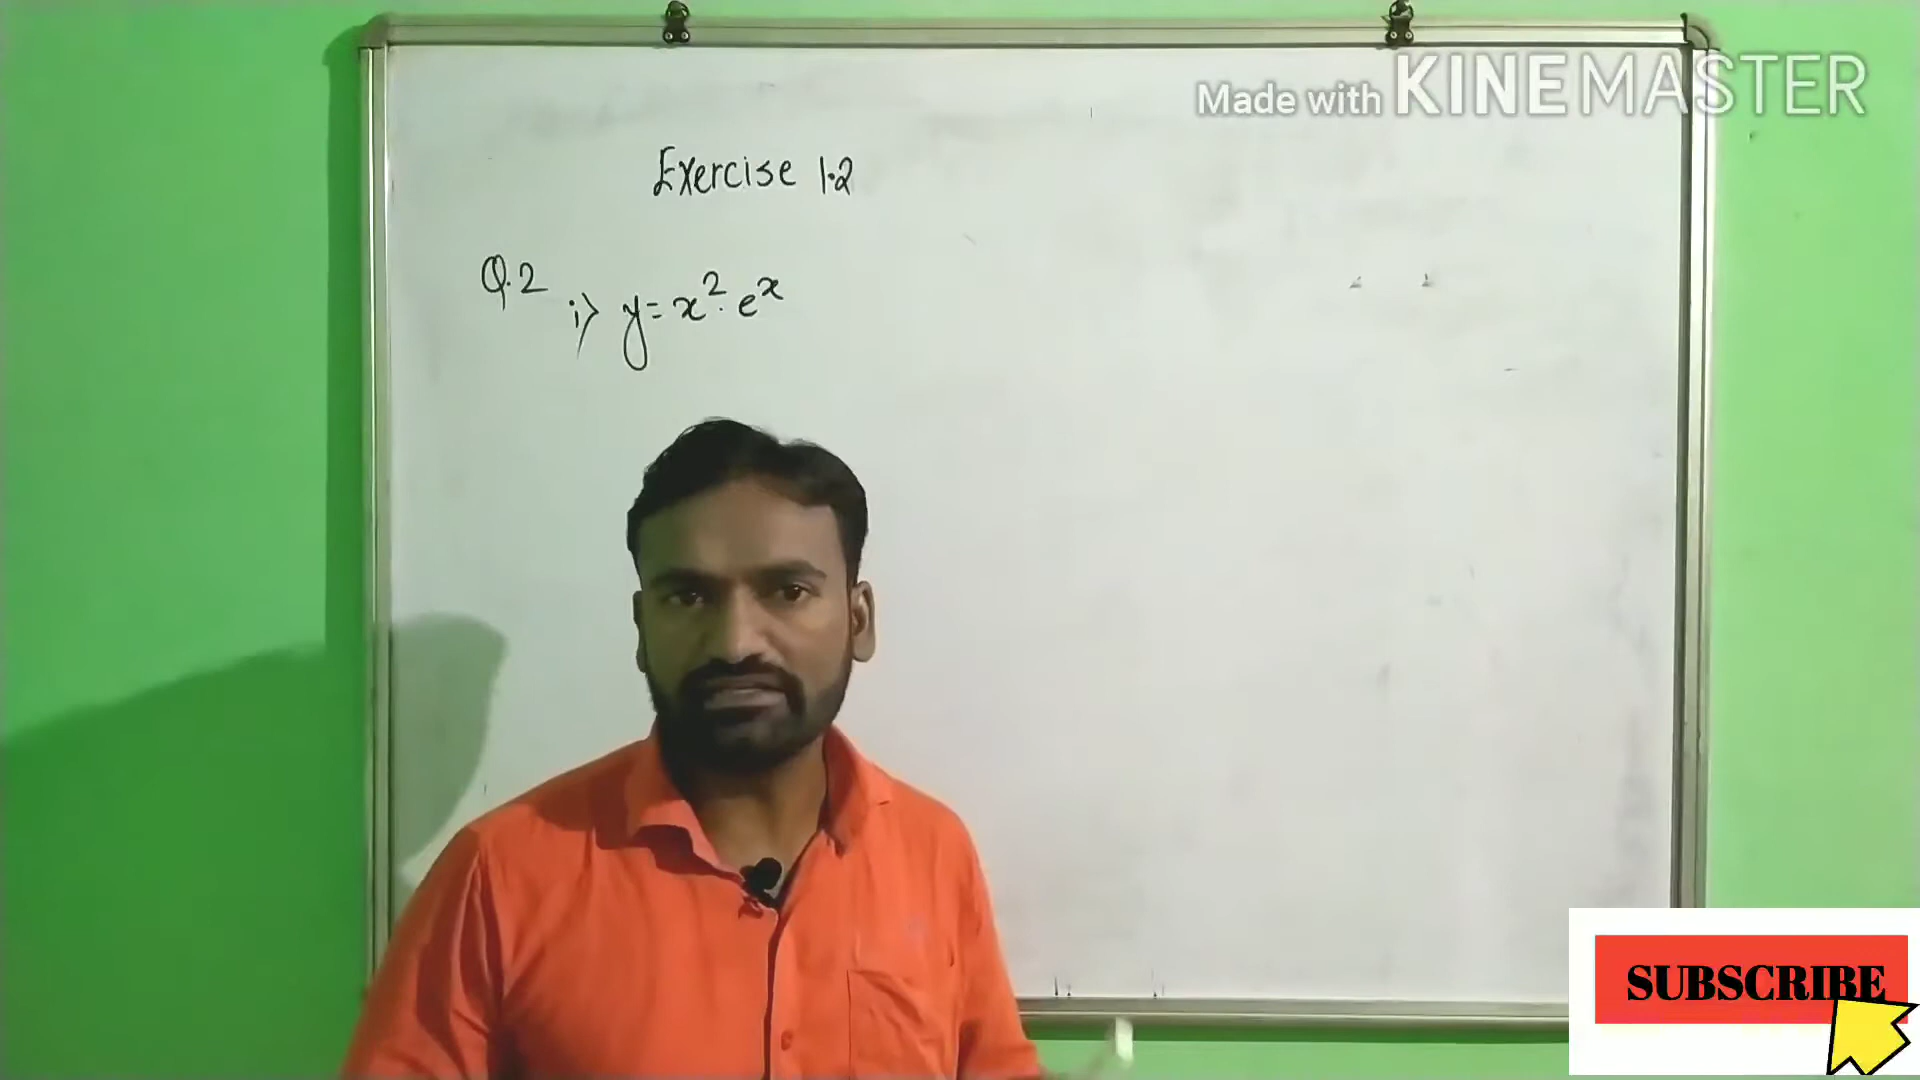 Made with KINEMASTER
Exercise 1.2
Q.2 i) y = x². eˣ
SUBSCRIBE